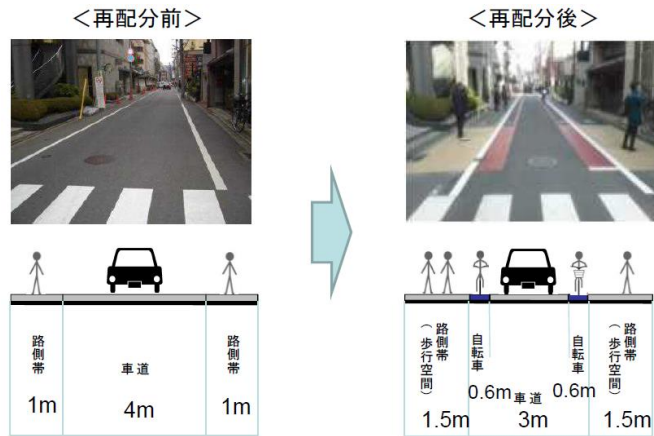 ＜再配分前＞
＜再配分後＞
路側帯
1m
車道
4m
路側帯
1m
路側帯
（歩行空間）
1.5m
自転車
0.6m
車道
3m
自転車
0.6m
路側帯
（歩行空間）
1.5m